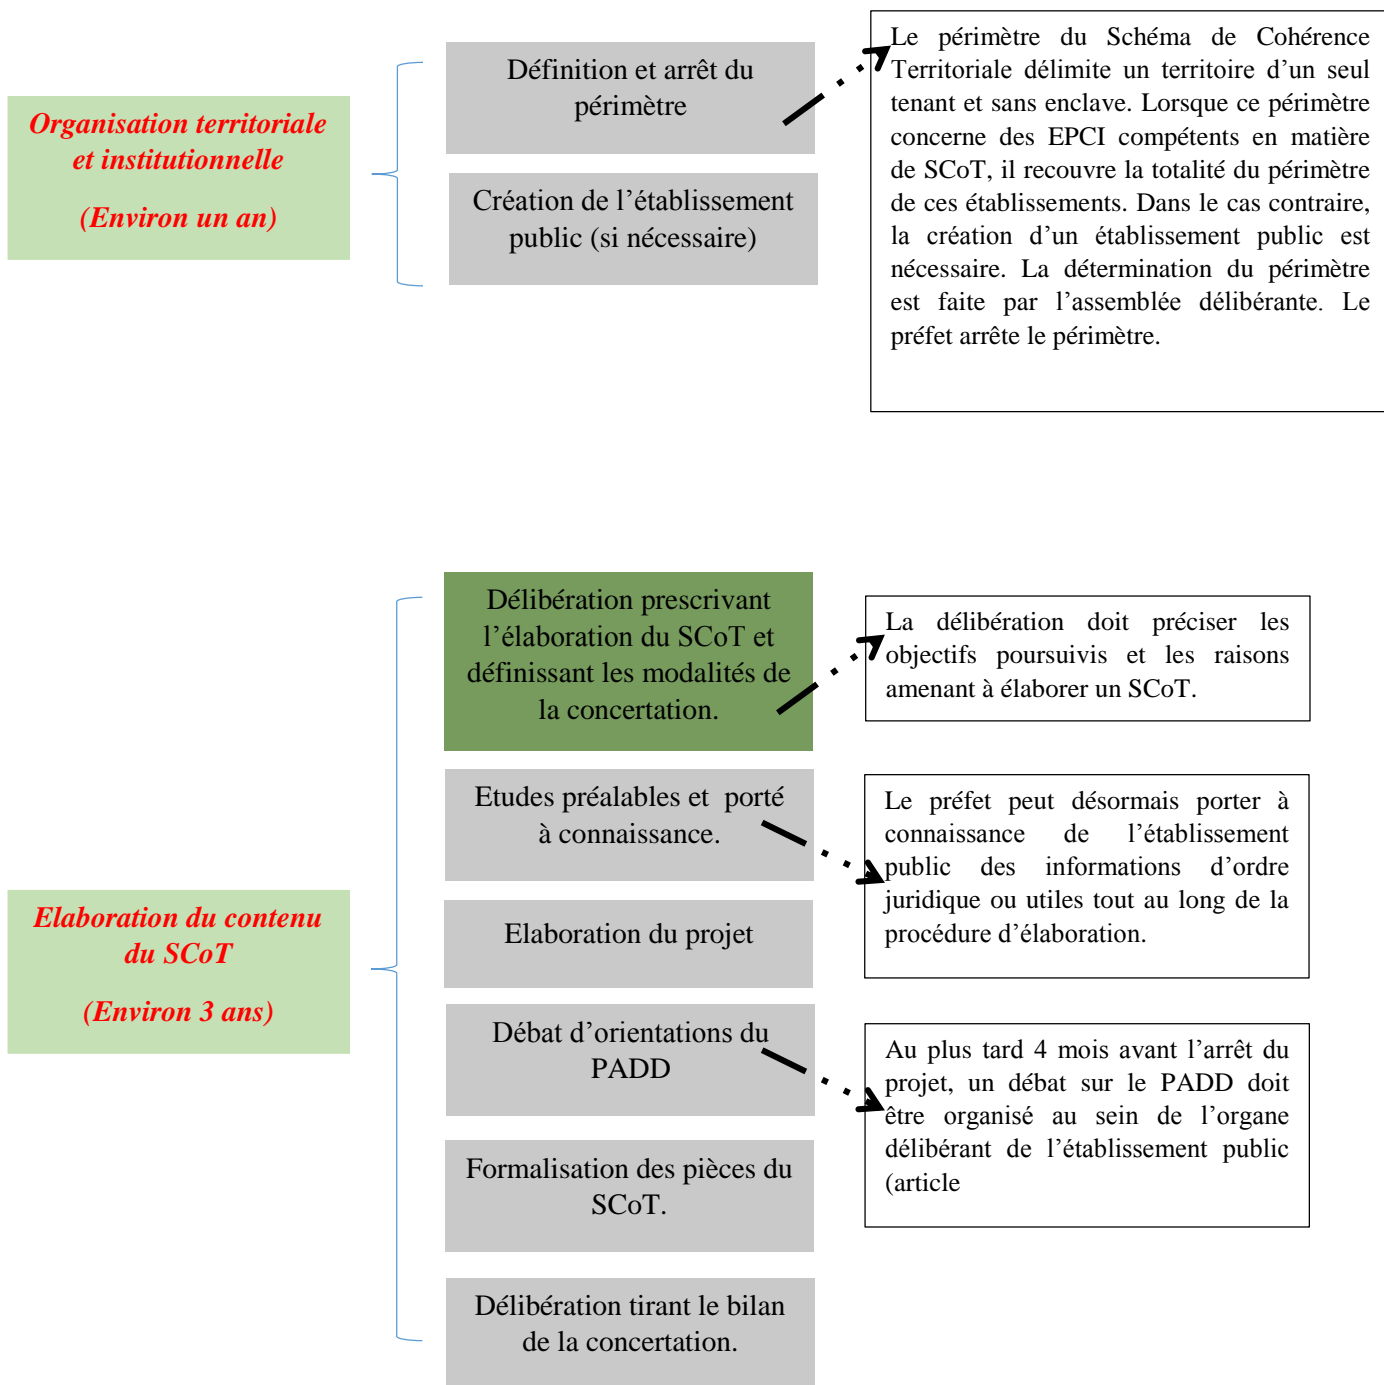 Organisation territoriale
et institutionnelle
(Environ un an)
Définition et arrêt du
périmètre
Création de l’établissement
public (si nécessaire)
Le périmètre du Schéma de Cohérence
Territoriale délimite un territoire d’un seul
tenant et sans enclave. Lorsque ce périmètre
concerne des EPCI compétents en matière
de SCoT, il recouvre la totalité du périmètre
de ces établissements. Dans le cas contraire,
la création d’un établissement public est
nécessaire. La détermination du périmètre
est faite par l’assemblée délibérante. Le
préfet arrête le périmètre.
Elaboration du contenu
du SCoT
(Environ 3 ans)
Délibération prescrivant
l’élaboration du SCoT et
définissant les modalités de
la concertation.
La délibération doit préciser les
objectifs poursuivis et les raisons
amenant à élaborer un SCoT.
Etudes préalables et porté
à connaissance.
Le préfet peut désormais porter à
connaissance de l’établissement
public des informations d’ordre
juridique ou utiles tout au long de la
procédure d’élaboration.
Elaboration du projet
Débat d’orientations du
PADD
Au plus tard 4 mois avant l’arrêt du
projet, un débat sur le PADD doit
être organisé au sein de l’organe
délibérant de l’établissement public
(article
Formalisation des pièces du
SCoT.
Délibération tirant le bilan
de la concertation.